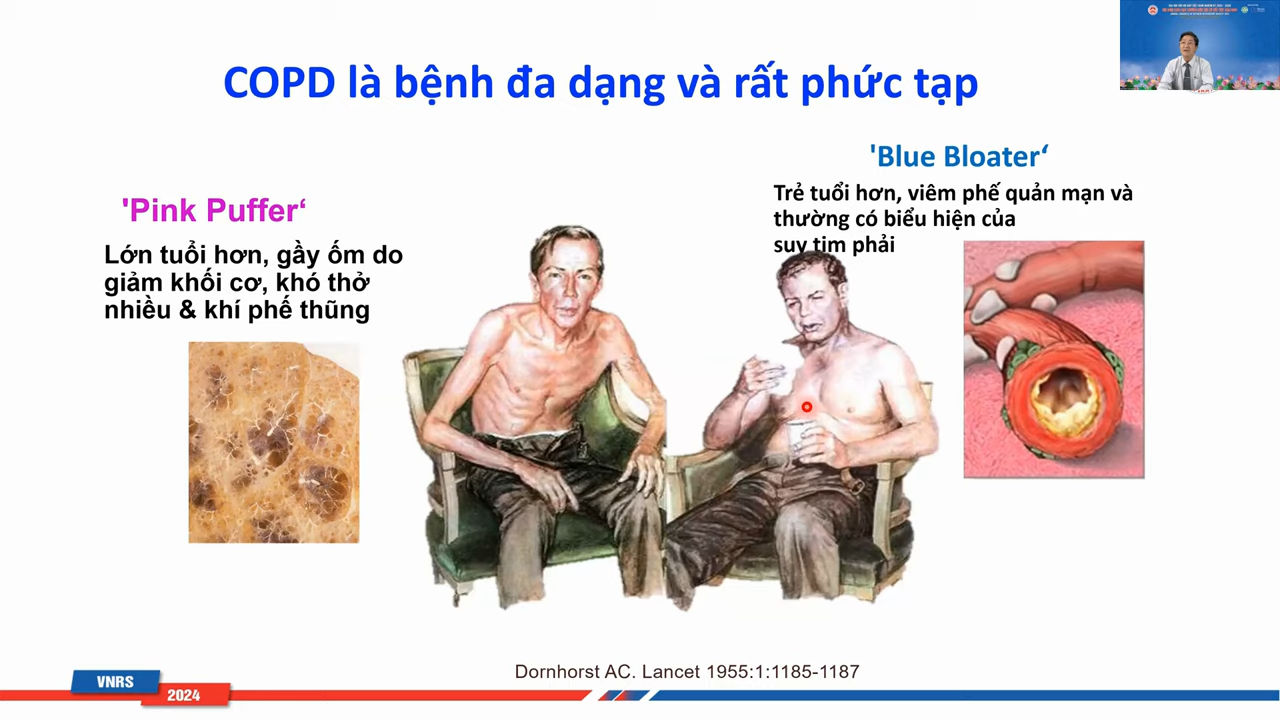 COPD là bệnh đa dạng và rất phức tạp
'Pink Puffer‘
Lớn tuổi hơn, gầy ốm do
giảm khối cơ, khó thở
nhiều & khí phế thũng
'Blue Bloater‘
Trẻ tuổi hơn, viêm phế quản mạn và
thường có biểu hiện của
suy tim phải
Dornhorst AC. Lancet 1955:1:1185-1187
VNRS
2024